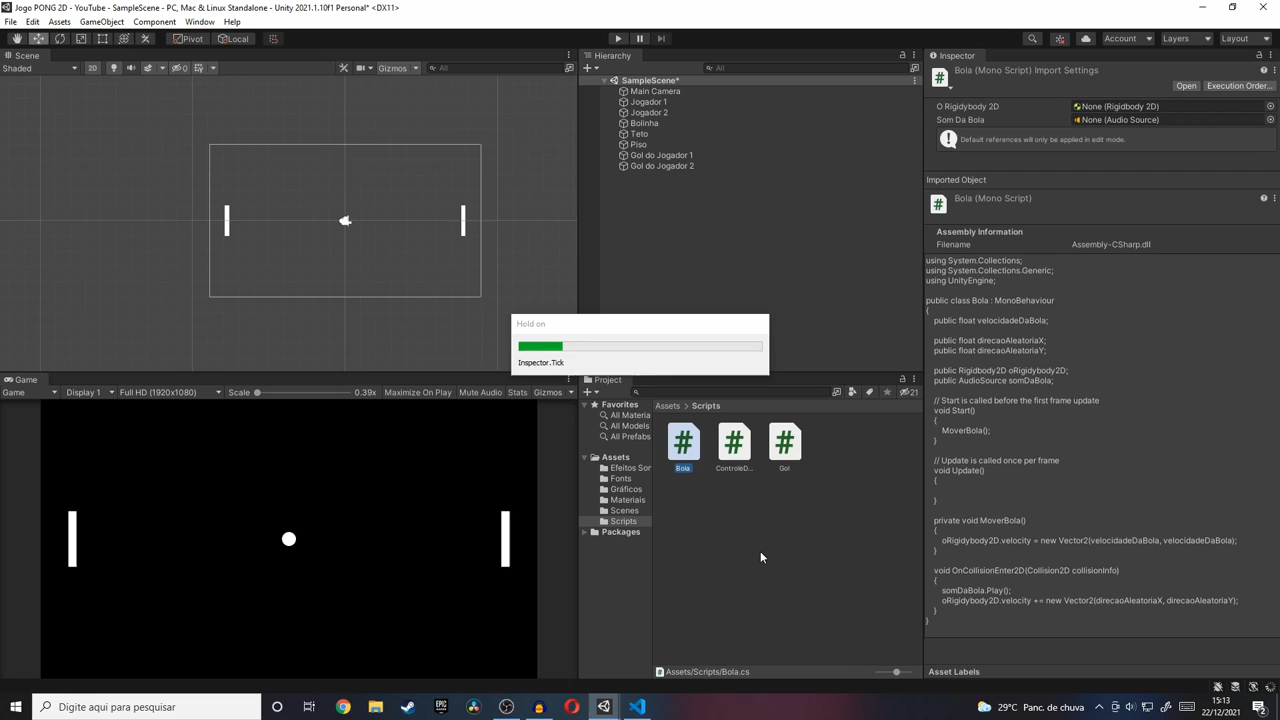 Jogo PONG 2D - YouTube - SampleScene - PC, Mac & Linux Standalone - Unity 2021.1.10f1 Personal* <DX11>
File Edit Assets GameObject Component Window Help
Pivot Local Account Layers Layout
Scene
Shaded 2D 0 Gizmos All
Hierarchy
All
SampleScene*
Main Camera
Jogador 1
Jogador 2
Bolinha
Teto
Piso
Gol do Jogador 1
Gol do Jogador 2
Inspector
Bola (Mono Script) Import Settings
Open Execution Order...
O Rigidybody 2D None (Rigidbody 2D)
Som Da Bola None (Audio Source)
Default references will only be applied in edit mode.
Imported Object
Bola (Mono Script)
Assembly Information
Filename Assembly-CSharp.dll
using System.Collections;
using System.Collections.Generic;
using UnityEngine;
public class Bola : MonoBehaviour
{
public float velocidadeDaBola;
public float direcaoAleatoriaX;
public float direcaoAleatoriaY;
public Rigidbody2D oRigidybody2D;
public AudioSource somDaBola;
// Start is called before the first frame update
void Start()
{
MoverBola();
}
// Update is called once per frame
void Update()
{
}
private void MoverBola()
{
oRigidybody2D.velocity = new Vector2(velocidadeDaBola, velocidadeDaBola);
}
void OnCollisionEnter2D(Collision2D collisionInfo)
{
somDaBola.Play();
oRigidybody2D.velocity += new Vector2(direcaoAleatoriaX, direcaoAleatoriaY);
}
}
Asset Labels
Hold on
Inspector.Tick
Game
Game Display 1 Full HD (1920x1080) Scale 0.39x Maximize On Play Mute Audio Stats Gizmos
Project
21
Favorites
All Materia
All Models
All Prefabs
Assets
Efeitos Sor
Fonts
Gráficos
Materiais
Scenes
Scripts
Packages
Assets > Scripts
Bola ControleD... Gol
Assets/Scripts/Bola.cs
Digite aqui para pesquisar
29°C Panc. de chuva
15:13
22/12/2021